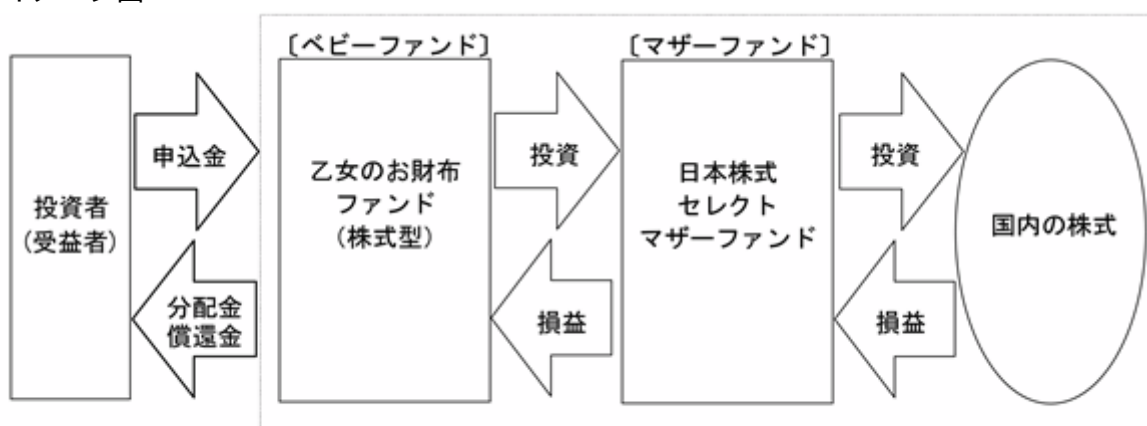 〔ベビーファンド〕
〔マザーファンド〕
投資者
(受益者)
申込金
分配金
償還金
乙女のお財布
ファンド
(株式型)
投資
損益
日本株式
セレクト
マザーファンド
投資
損益
国内の株式